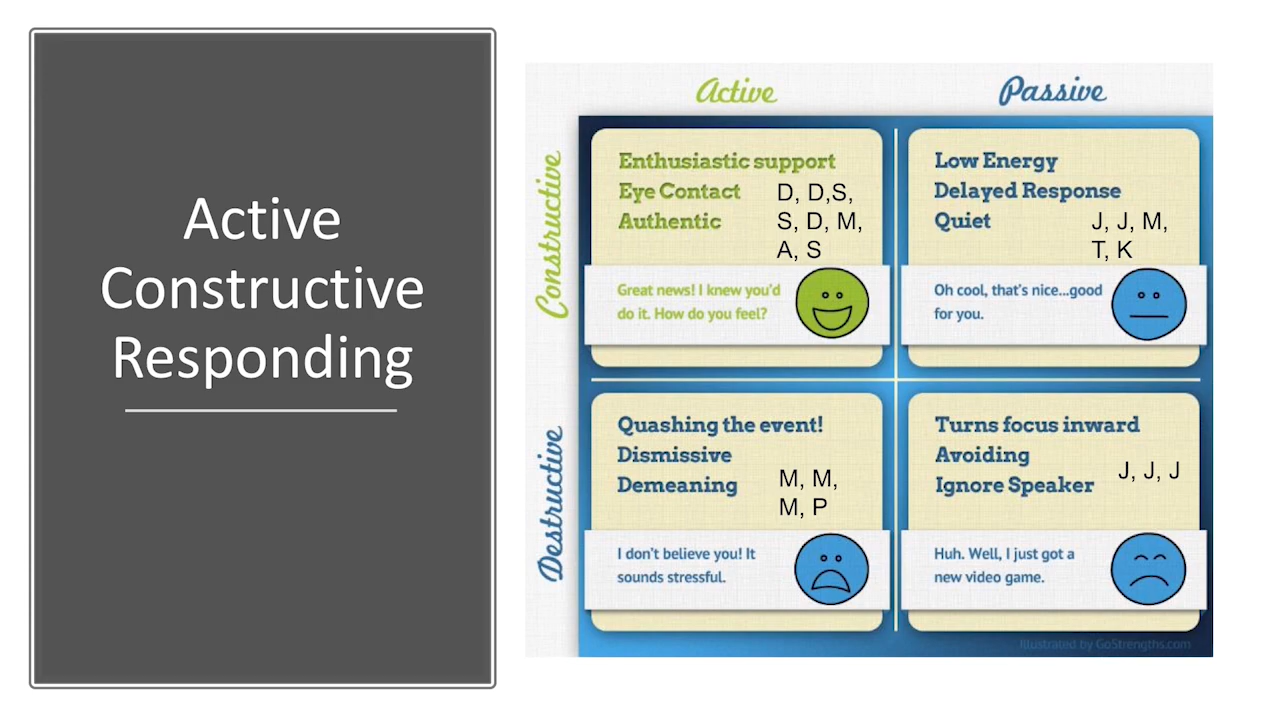 Active
Constructive
Responding
Active
Passive
Constructive
Enthusiastic support
Eye Contact
Authentic
D, D,S,
S, D, M,
A, S
Great news! I knew you'd
do it. How do you feel?
Low Energy
Delayed Response
Quiet
J, J, M,
T, K
Oh cool, that's nice...good
for you.
Destructive
Quashing the event!
Dismissive
Demeaning
M, M,
M, P
I don't believe you! It
sounds stressful.
Turns focus inward
Avoiding
Ignore Speaker
J, J, J
Huh. Well, I just got a
new video game.
Illustrated by GoStrengths.com